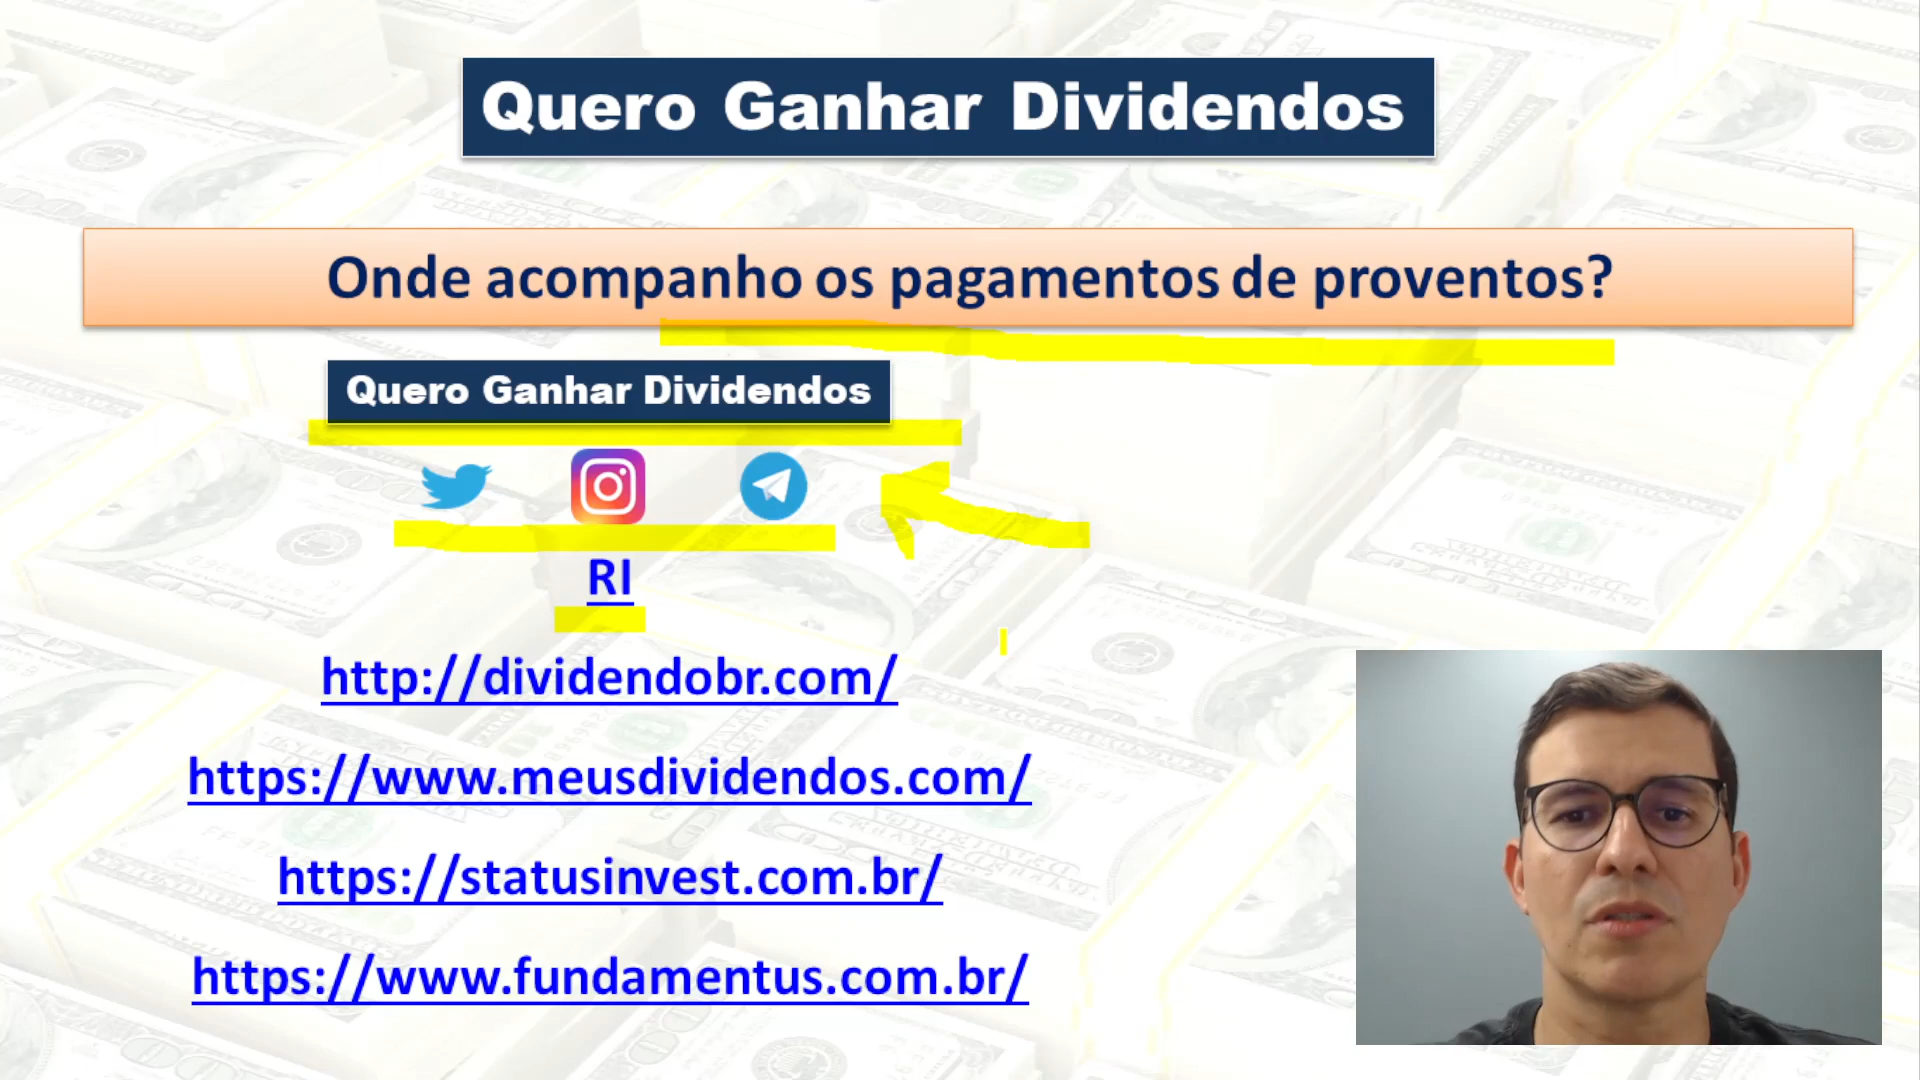 Quero Ganhar Dividendos
Onde acompanho os pagamentos de proventos?
Quero Ganhar Dividendos
RI
http://dividendobr.com/
https://www.meusdividendos.com/
https://statusinvest.com.br/
https://www.fundamentus.com.br/